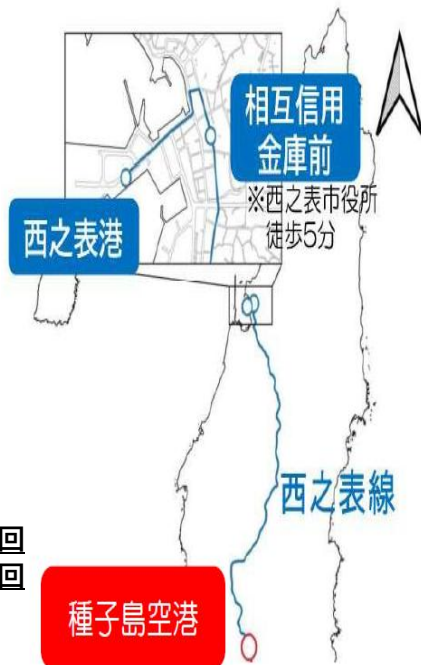 相互信用
金庫前
※西之表市役所
徒歩5分
西之表港
西之表線
回
回
種子島空港